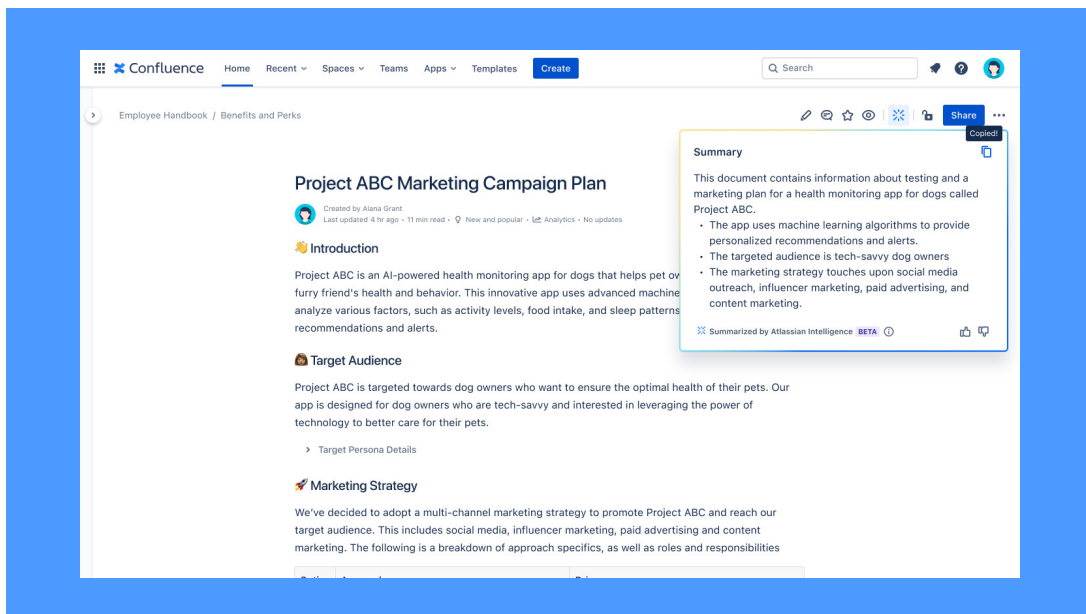 Confluence Home Recent Spaces Teams Apps Templates Create Search
Employee Handbook / Benefits and Perks
Share
Copied!
Summary
This document contains information about testing and a
marketing plan for a health monitoring app for dogs called
Project ABC.
• The app uses machine learning algorithms to provide
personalized recommendations and alerts.
• The targeted audience is tech-savvy dog owners
• The marketing strategy touches upon social media
outreach, influencer marketing, paid advertising, and
content marketing.
Summarized by Atlassian Intelligence BETA
Project ABC Marketing Campaign Plan
Created by Alana Grant
Last updated 4 hr ago • 11 min read • New and popular • Analytics • No updates
👋 Introduction
Project ABC is an AI-powered health monitoring app for dogs that helps pet
furry friend's health and behavior. This innovative app uses advanced machine
analyze various factors, such as activity levels, food intake, and sleep patterns
recommendations and alerts.
Target Audience
Project ABC is targeted towards dog owners who want to ensure the optimal health of their pets. Our
app is designed for dog owners who are tech-savvy and interested in leveraging the power of
technology to better care for their pets.
Target Persona Details
🚀 Marketing Strategy
We've decided to adopt a multi-channel marketing strategy to promote Project ABC and reach our
target audience. This includes social media, influencer marketing, paid advertising and content
marketing. The following is a breakdown of approach specifics, as well as roles and responsibilities